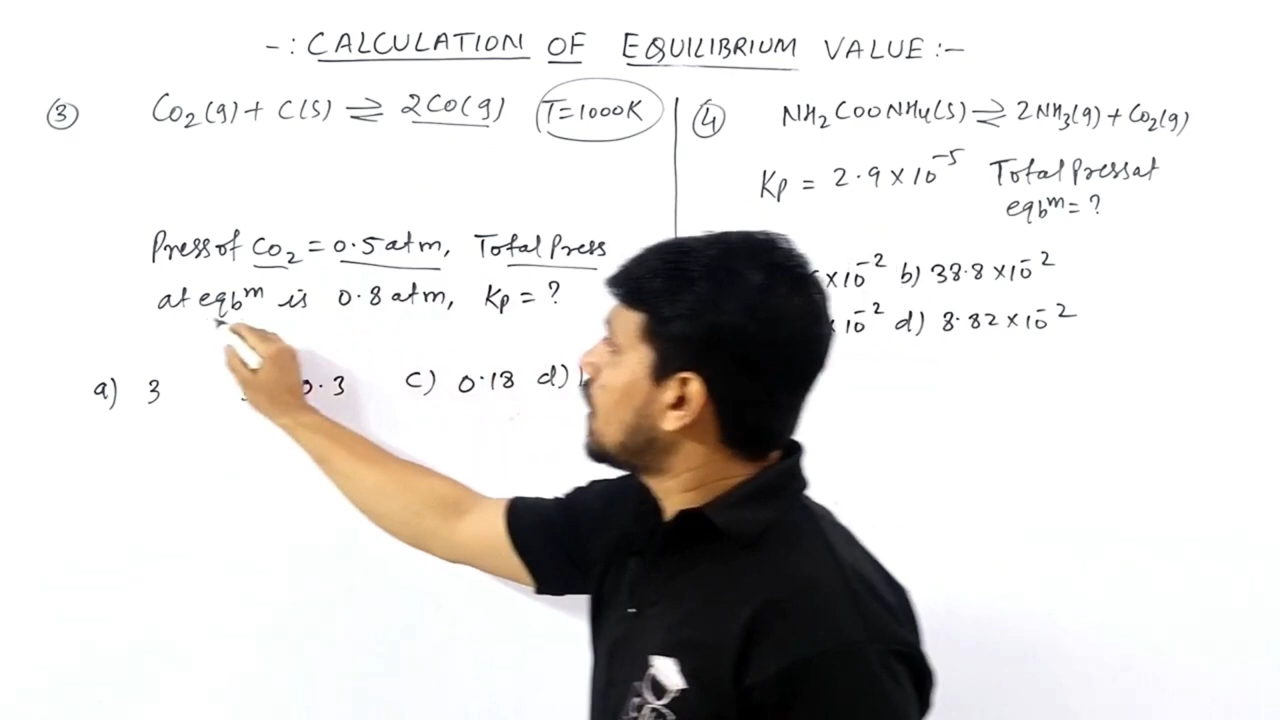 -: CALCULATION OF EQUILIBRIUM VALUE :-
③ CO2(g) + C(s) ⇌ 2CO(g) T=1000K
Press of CO2 = 0.5 atm, Total Press
at eqbm is 0.8 atm, Kp = ?
a) 3 0.3 c) 0.18 d)
④ NH2COONH4(s) ⇌ 2NH3(g) + CO2(g)
Kp = 2.9 × 10^-5 Total Press at
eqbm = ?
×10^-2 b) 38.8 × 10^-2
×10^-2 d) 8.82 × 10^-2